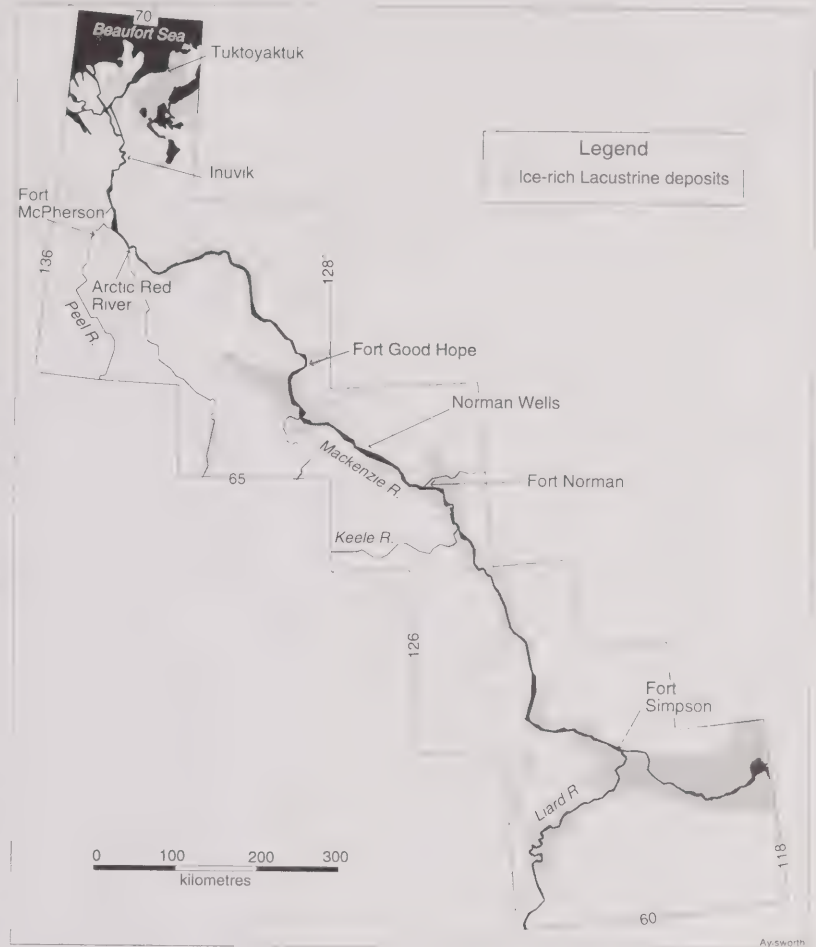 70
Beaufort Sea
Tuktoyaktuk
Legend
Ice-rich Lacustrine deposits
Inuvik
Fort
McPherson
136
Arctic Red
River
128°
Peel R.
Fort Good Hope
Norman Wells
Mackenzie R.
65
Fort Norman
Keele R.
126
Fort
Simpson
Liard R
0 100 200 300
kilometres
118
60
Aylsworth